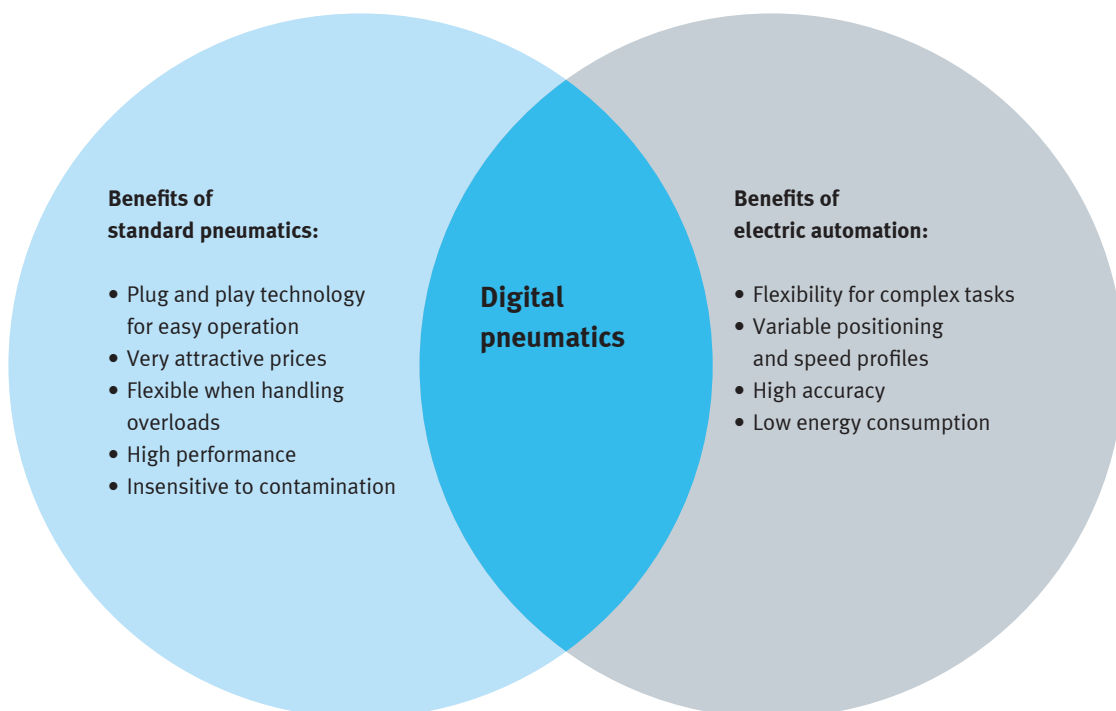 Benefits of
standard pneumatics:
• Plug and play technology
for easy operation
• Very attractive prices
• Flexible when handling
overloads
• High performance
• Insensitive to contamination
Digital
pneumatics
Benefits of
electric automation:
• Flexibility for complex tasks
• Variable positioning
and speed profiles
• High accuracy
• Low energy consumption